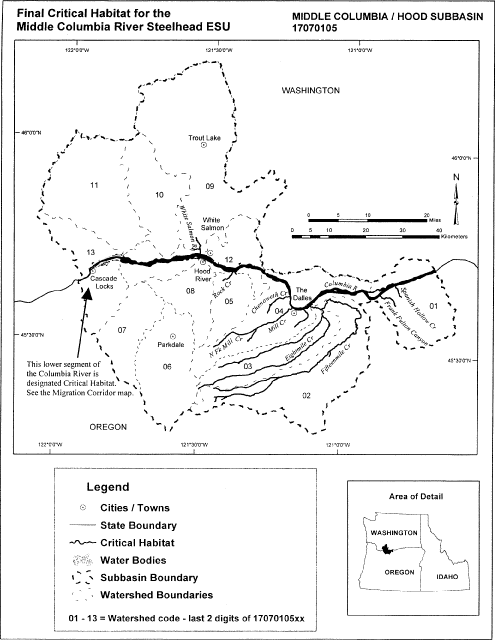 Final Critical Habitat for the
Middle Columbia River Steelhead ESU
MIDDLE COLUMBIA / HOOD SUBBASIN
17070105
122°0'0"W
121°30'0"W
121°0'0"W
WASHINGTON
46°0'0"N
46°0'0"N
Trout Lake
N
11
10
09
0 5 10 20
Miles
0 5 10 20 30 40
Kilometers
White Salmon R
White
Salmon
13
12
Cascade
Locks
Hood
River
Rock Cr
08
05
Chenoweth Cr
The
Dalles
Columbia R
Spanish Hollow Cr
01
Frank Fulton Canyon
04
Mill Cr
45°30'0"N
07
N Fk Mill Cr
Parkdale
45°30'0"N
This lower segment of
the Columbia River is
designated Critical Habitat.
See the Migration Corridor map.
06
03
Eightmile Cr
Fifteenmile Cr
02
OREGON
122°0'0"W
121°30'0"W
121°0'0"W
Legend
Cities / Towns
State Boundary
Critical Habitat
Water Bodies
Subbasin Boundary
Watershed Boundaries
01 - 13 = Watershed code - last 2 digits of 17070105xx
Area of Detail
WASHINGTON
OREGON
IDAHO